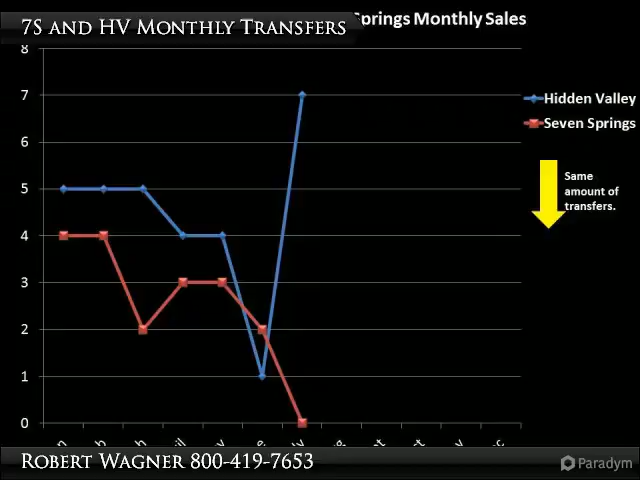 7S and HV Monthly Transfers
Springs Monthly Sales
8
7
6
5
4
3
2
1
0
Hidden Valley
Seven Springs
Same
amount of
transfers.
Robert Wagner 800-419-7653
Paradym